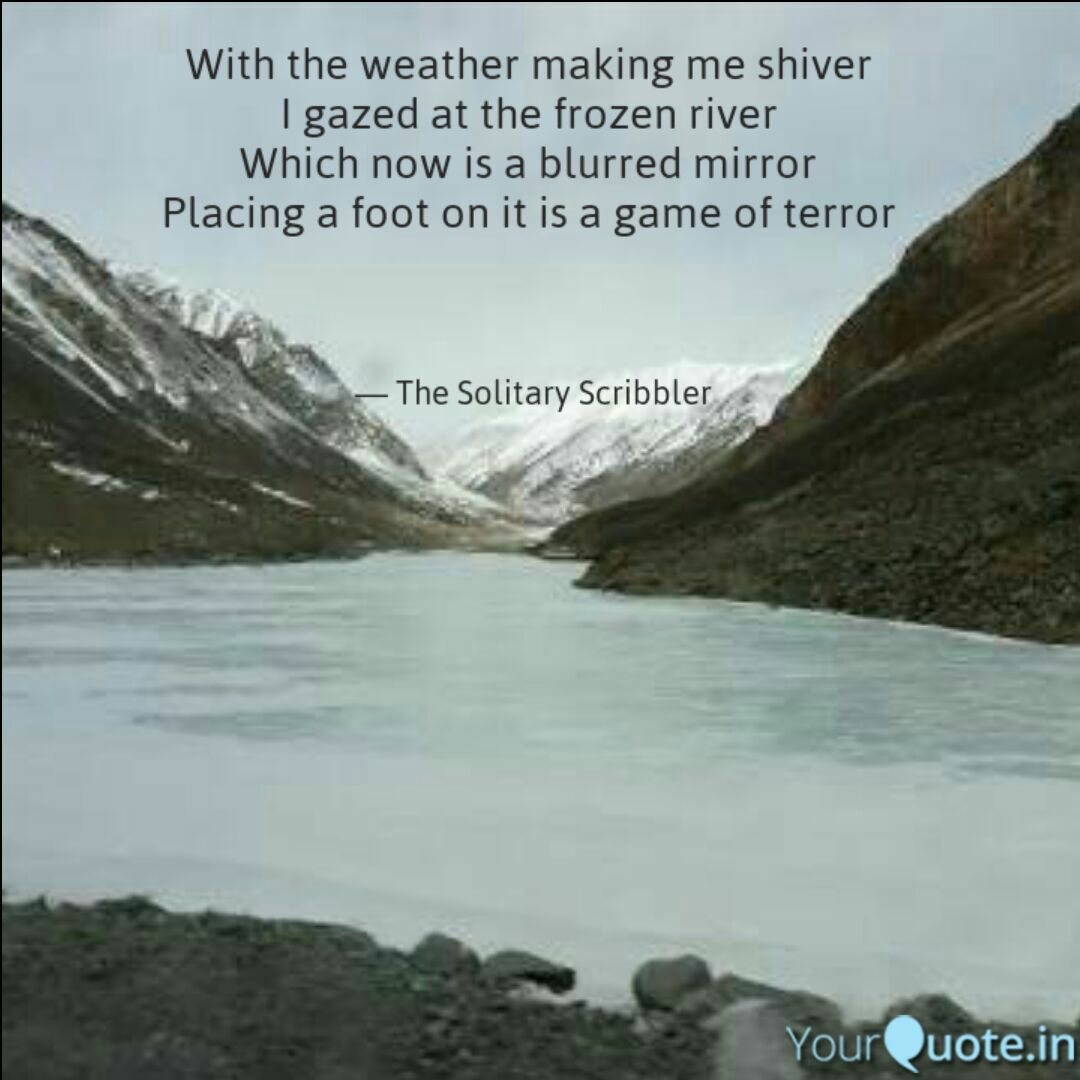 With the weather making me shiver
I gazed at the frozen river
Which now is a blurred mirror
Placing a foot on it is a game of terror
— The Solitary Scribbler
YourQuote.in